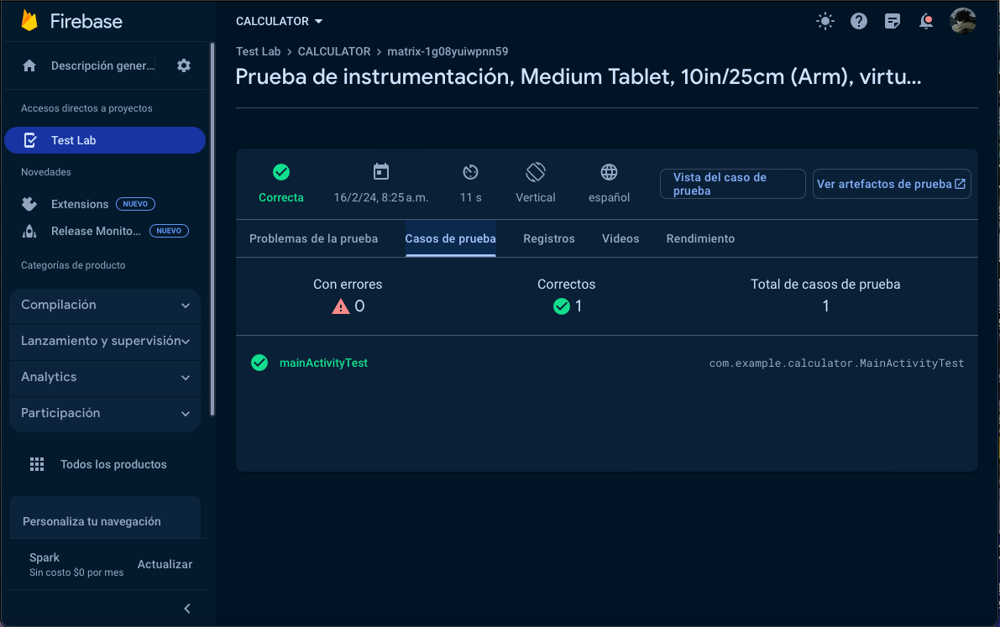 Firebase
Descripción gener...
Accesos directos a proyectos
Test Lab
Novedades
Extensions NUEVO
Release Monito... NUEVO
Categorías de producto
Compilación
Lanzamiento y supervisión
Analytics
Participación
Todos los productos
Personaliza tu navegación
Spark
Sin costo $0 por mes
Actualizar
CALCULATOR
Test Lab > CALCULATOR > matrix-1g08yuiwpnn59
Prueba de instrumentación, Medium Tablet, 10in/25cm (Arm), virtu...
Correcta
16/2/24, 8:25 a.m.
11 s
Vertical
español
Vista del caso de
prueba
Ver artefactos de prueba
Problemas de la prueba
Casos de prueba
Registros
Videos
Rendimiento
Con errores
0
Correctos
1
Total de casos de prueba
1
mainActivityTest
com.example.calculator.MainActivityTest